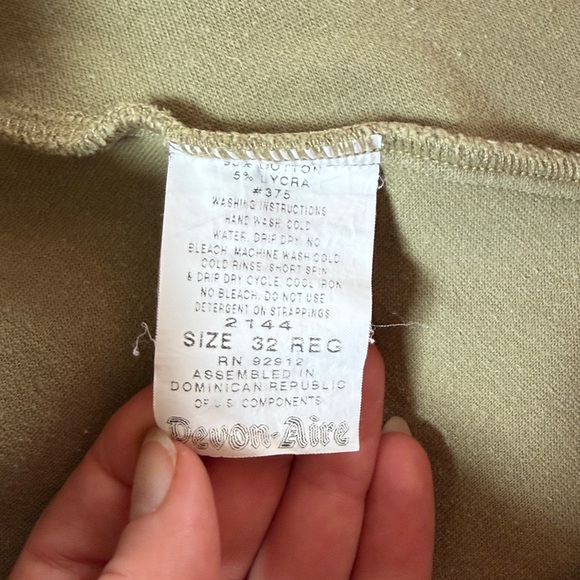 95% COTTON
5% LYCRA
#375
WASHING INSTRUCTIONS
HAND WASH COLD
WATER. DRIP DRY. NO
BLEACH. MACHINE WASH COLD.
COLD RINSE. SHORT SPIN
& DRIP DRY CYCLE. COOL IRON
NO BLEACH. DO NOT USE
DETERGENT ON STRAPPINGS
2144
SIZE 32 REG
RN 92912
ASSEMBLED IN
DOMINICAN REPUBLIC
OF U.S. COMPONENTS
Devon-Aire